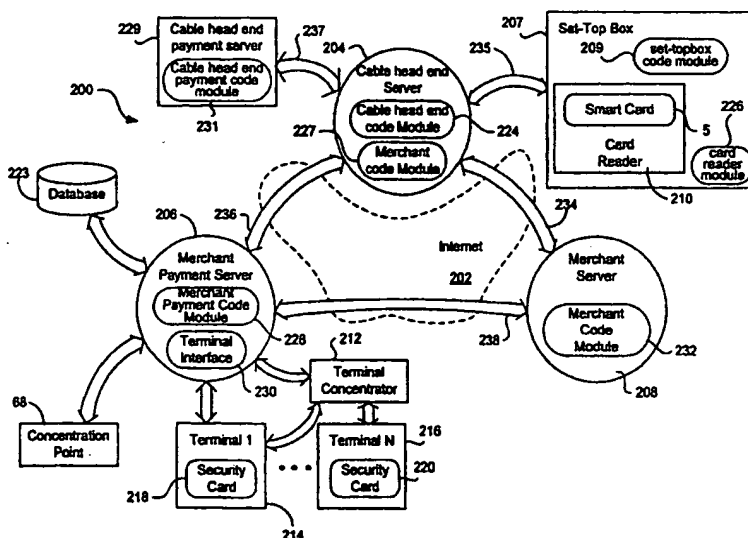 229
Cable head end
payment server
Cable head end
payment code
module
231
237
204
Cable head end
Server
Cable head end
code Module
224
227
Merchant
code Module
235
207
Set-Top Box
209
set-topbox
code module
Smart Card
5
Card
Reader
210
226
card
reader
module
200
223
Database
206
236
Merchant
Payment Server
Merchant
Payment Code
Module
228
Terminal
Interface
230
Internet
202
234
Merchant
Server
Merchant
Code
Module
232
208
238
212
Terminal
Concentrator
68
Concentration
Point
Terminal 1
Security
Card
218
214
Terminal N
216
Security
Card
220